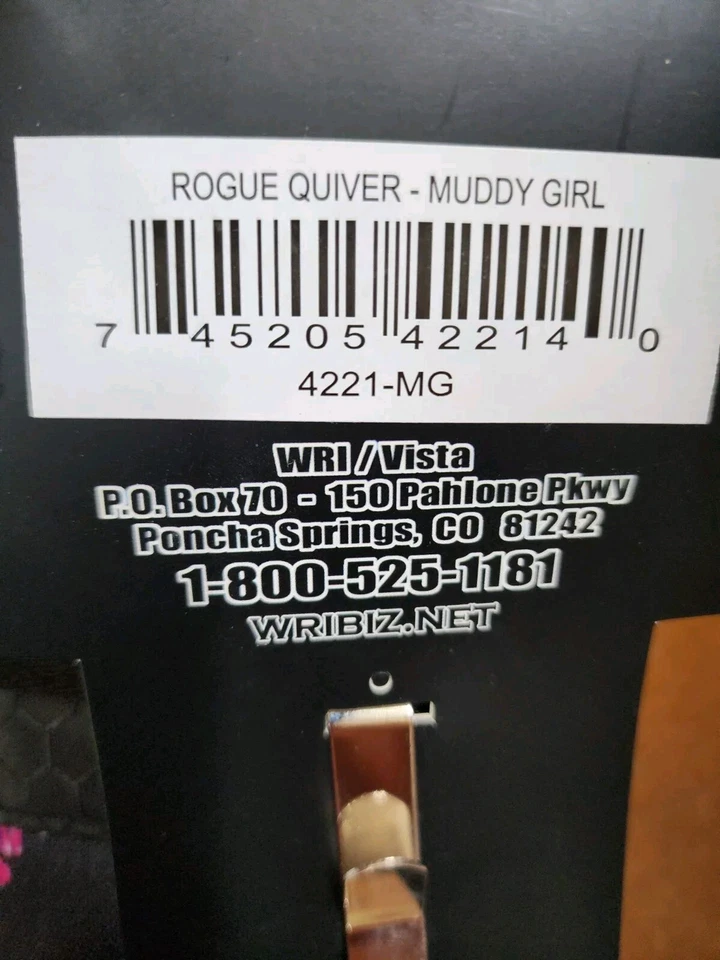 ROGUE QUIVER - MUDDY GIRL
7 45205 42214 0
4221-MG
WRI/Vista
P.O. Box 70 - 150 Pahlone Pkwy
Poncha Springs, CO 81242
1-800-525-1181
WRIBIZ.NET